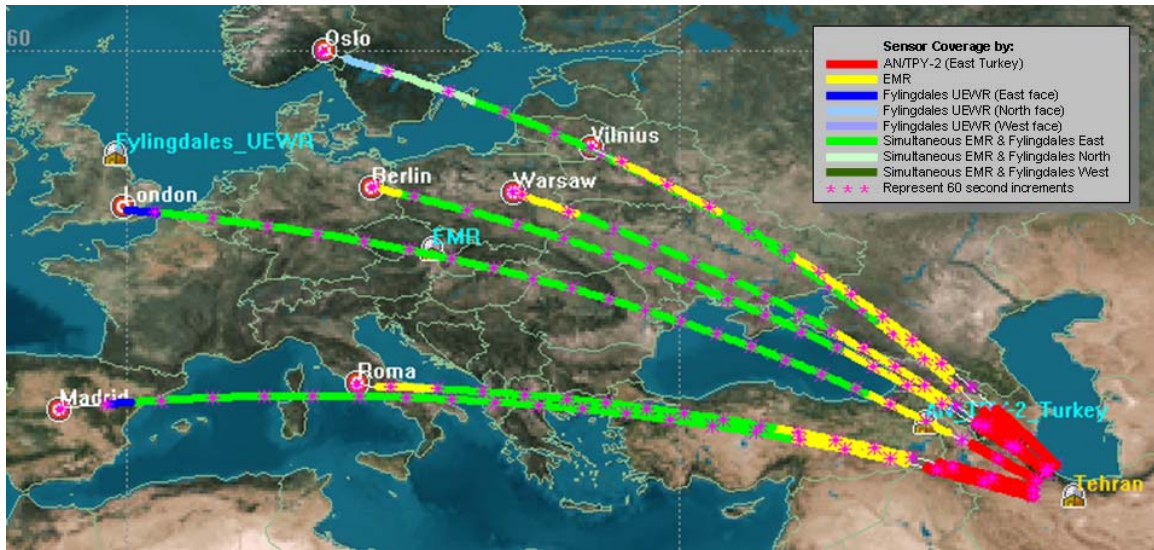 60
Oslo
Sensor Coverage by:
AN/TPY-2 (East Turkey)
EMR
Fylingdales UEWR (East face)
Fylingdales UEWR (North face)
Fylingdales UEWR (West face)
Simultaneous EMR & Fylingdales East
Simultaneous EMR & Fylingdales North
Simultaneous EMR & Fylingdales West
* * * Represent 60 second increments
Fylingdales_UEWR
Vilnius
Berlin
Warsaw
London
EMR
Roma
Madrid
AN_TPY-2_Turkey
Tehran